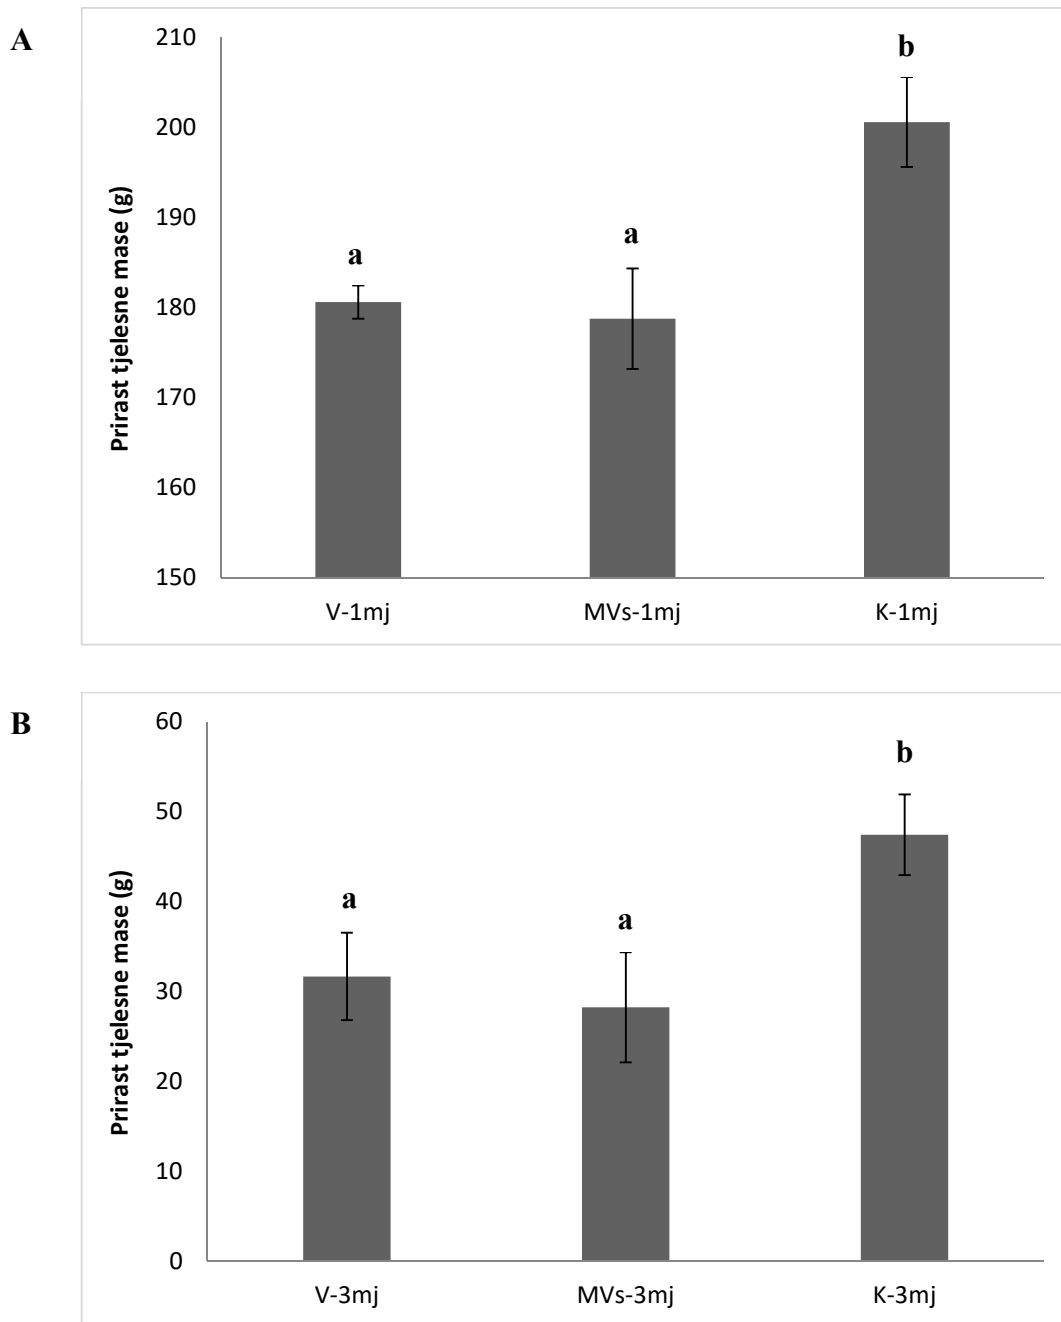 A
Prirast tjelesne mase (g)
210
200
190
180
170
160
150
a
a
b
V-1mj MVs-1mj K-1mj
B
Prirast tjelesne mase (g)
60
50
40
30
20
10
0
a
a
b
V-3mj MVs-3mj K-3mj